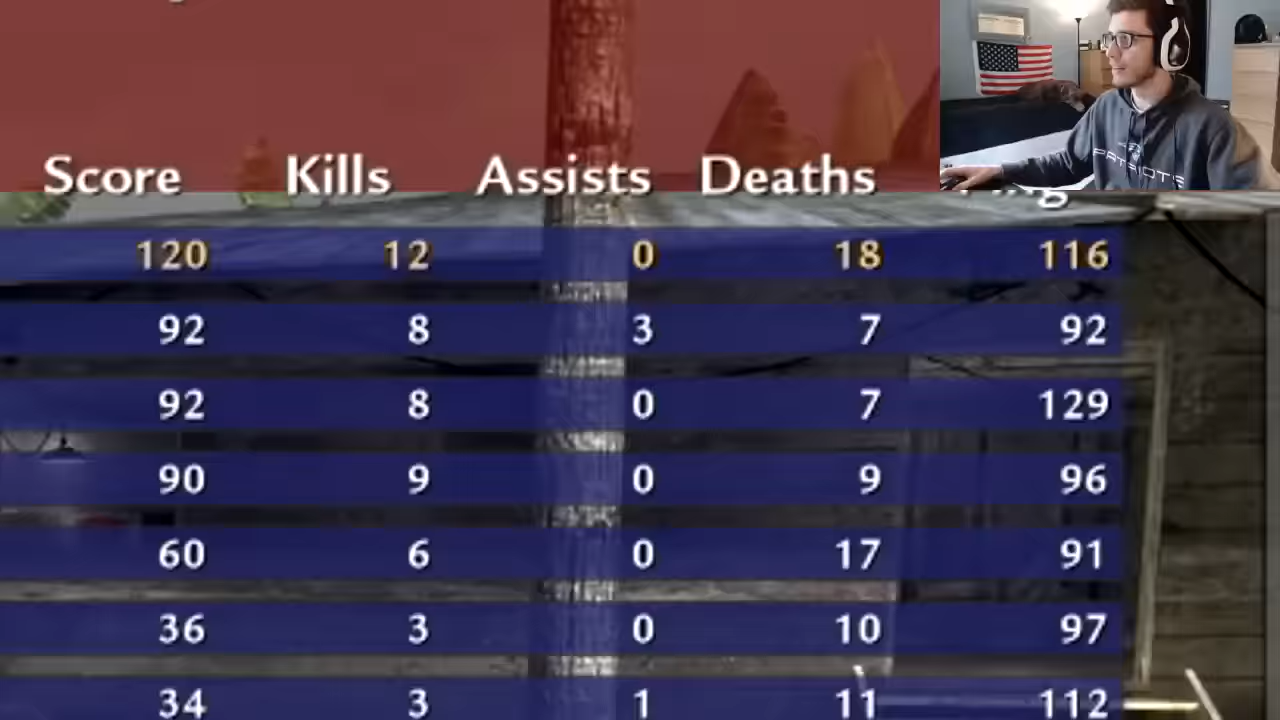 Score Kills Assists Deaths
120 12 0 18 116
92 8 3 7 92
92 8 0 7 129
90 9 0 9 96
60 6 0 17 91
36 3 0 10 97
34 3 1 11 112
PATRIOTS